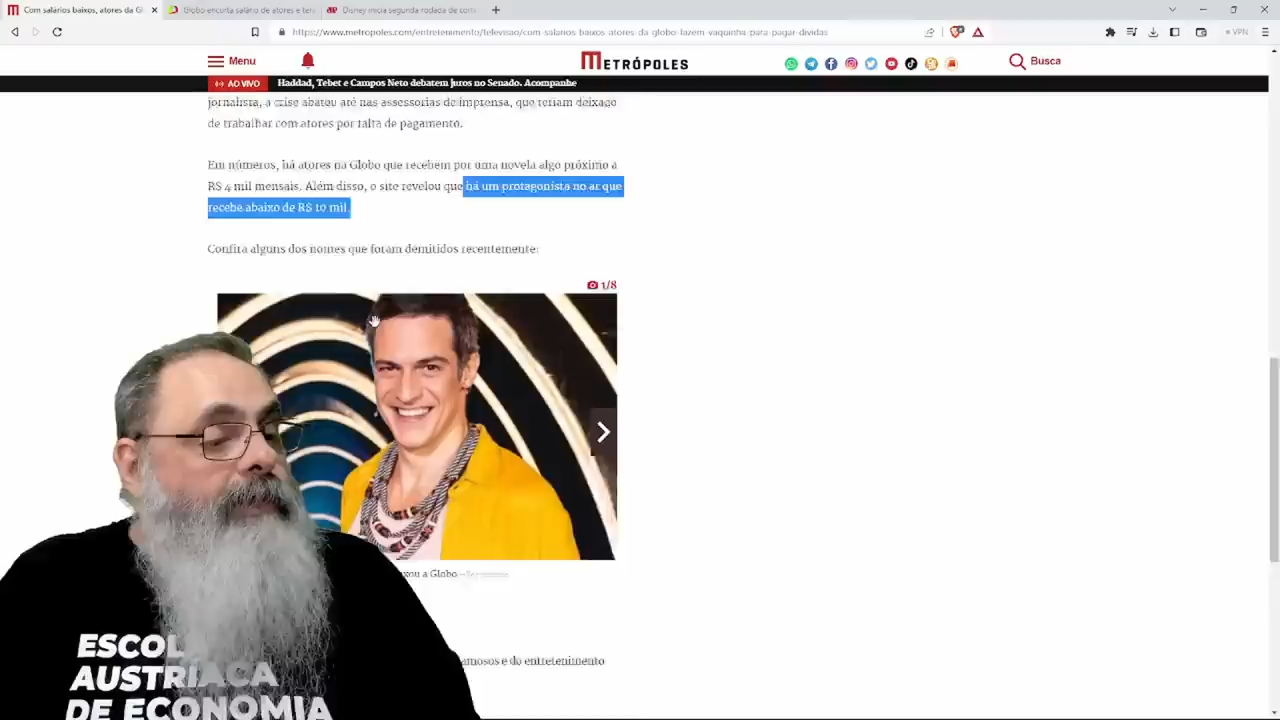 Com salários baixos, atores da Gl
Globo encurta salário de atores e tem
Disney inicia segunda rodada de corte
https://www.metropoles.com/entretenimento/televisao/com-salarios-baixos-atores-da-globo-fazem-vaquinha-para-pagar-dividas
VPN
Menu
METRÓPOLES
Busca
AO VIVO
Haddad, Tebet e Campos Neto debatem juros no Senado. Acompanhe
jornalista, a crise abateu até nas assessorias de imprensa, que teriam deixado
de trabalhar com atores por falta de pagamento.
Em números, há atores na Globo que recebem por uma novela algo próximo a
R$ 4 mil mensais. Além disso, o site revelou que há um protagonista no ar que
recebe abaixo de R$ 10 mil.
Confira alguns dos nomes que foram demitidos recentemente:
1/8
xou a Globo
amosos e do entretenimento
ESCOL
AUSTRÍACA
DE ECONOMIA